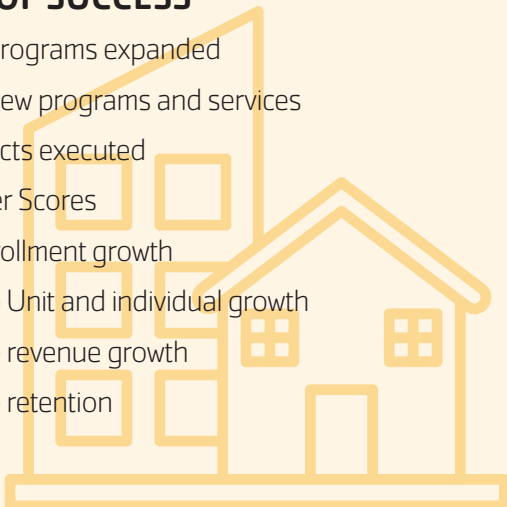 OF SUCCESS
rograms expanded
ew programs and services
cts executed
er Scores
ollment growth
Unit and individual growth
revenue growth
retention